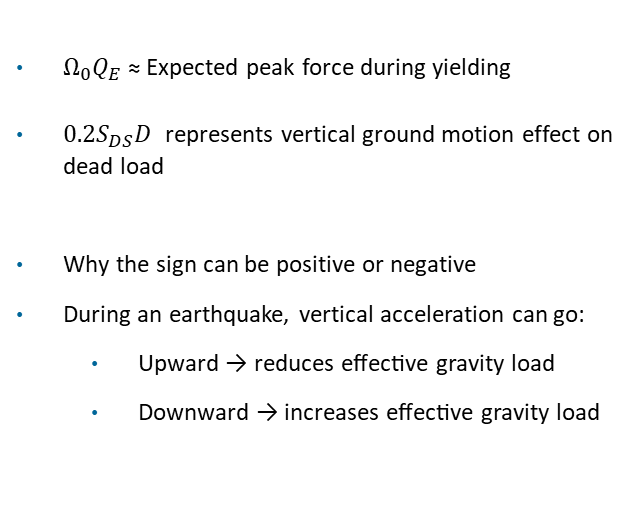 • Ω₀Q_E ≈ Expected peak force during yielding
• 0.2S_{DS}D represents vertical ground motion effect on
dead load
• Why the sign can be positive or negative
• During an earthquake, vertical acceleration can go:
• Upward → reduces effective gravity load
• Downward → increases effective gravity load